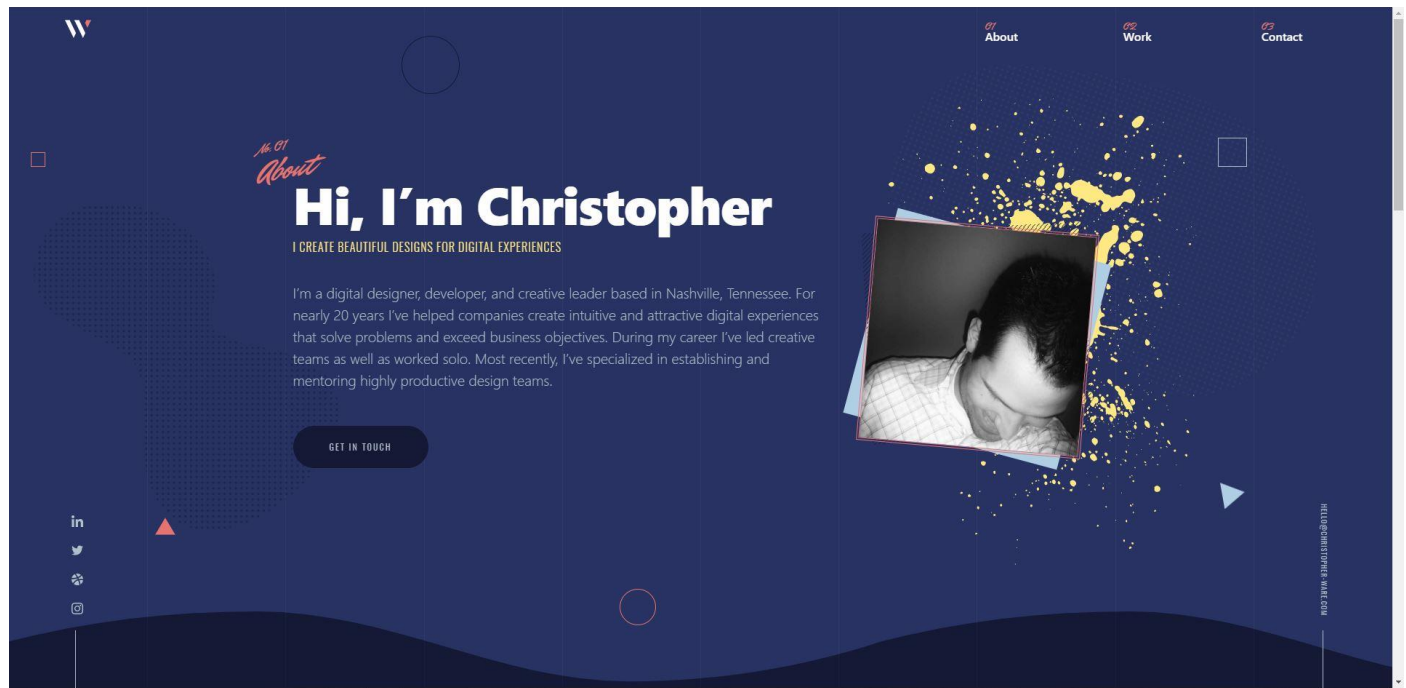 W
01
About
02
Work
03
Contact
No. 01
About
Hi, I’m Christopher
I CREATE BEAUTIFUL DESIGNS FOR DIGITAL EXPERIENCES
I’m a digital designer, developer, and creative leader based in Nashville, Tennessee. For
nearly 20 years I’ve helped companies create intuitive and attractive digital experiences
that solve problems and exceed business objectives. During my career I’ve led creative
teams as well as worked solo. Most recently, I’ve specialized in establishing and
mentoring highly productive design teams.
GET IN TOUCH
in
HELLO@CHRISTOPHER-WARE.COM